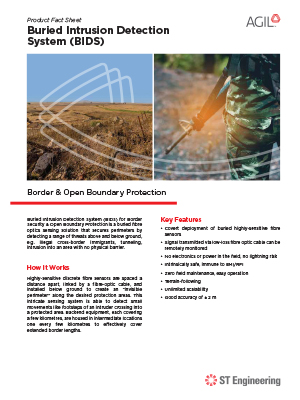 Product Fact Sheet
AGIL
Buried Intrusion Detection
System (BIDS)
Border & Open Boundary Protection
Buried Intrusion Detection System (BIDS) for Border
Security & Open Boundary Protection is a buried fibre
optics sensing solution that secures perimeters by
detecting a range of threats above and below ground,
e.g. illegal cross-border immigrants, tunneling,
intrusion into an area with no physical barrier.
How It Works
Highly-sensitive discrete fibre sensors are spaced a
distance apart, linked by a fibre-optic cable, and
installed below ground to create an "invisible
perimeter" along the desired protection areas. This
intricate sensing system is able to detect small
movements like footsteps of an intruder crossing into
a protected area. Backend equipment, each covering
a few kilometres, are housed in intermediate locations
once every few kilometres to effectively cover
extended border lengths.
Key Features
• Covert deployment of buried highly-sensitive fibre
sensors
• Signal transmitted via low-loss fibre optic cable can be
remotely monitored
• No electronics or power in the field, no lightning risk
• Intrinsically safe, immune to EMI/RFI
• Zero field maintenance, easy operation
• Terrain-following
• Unlimited scalability
• Good accuracy of ± 2 m
ST Engineering